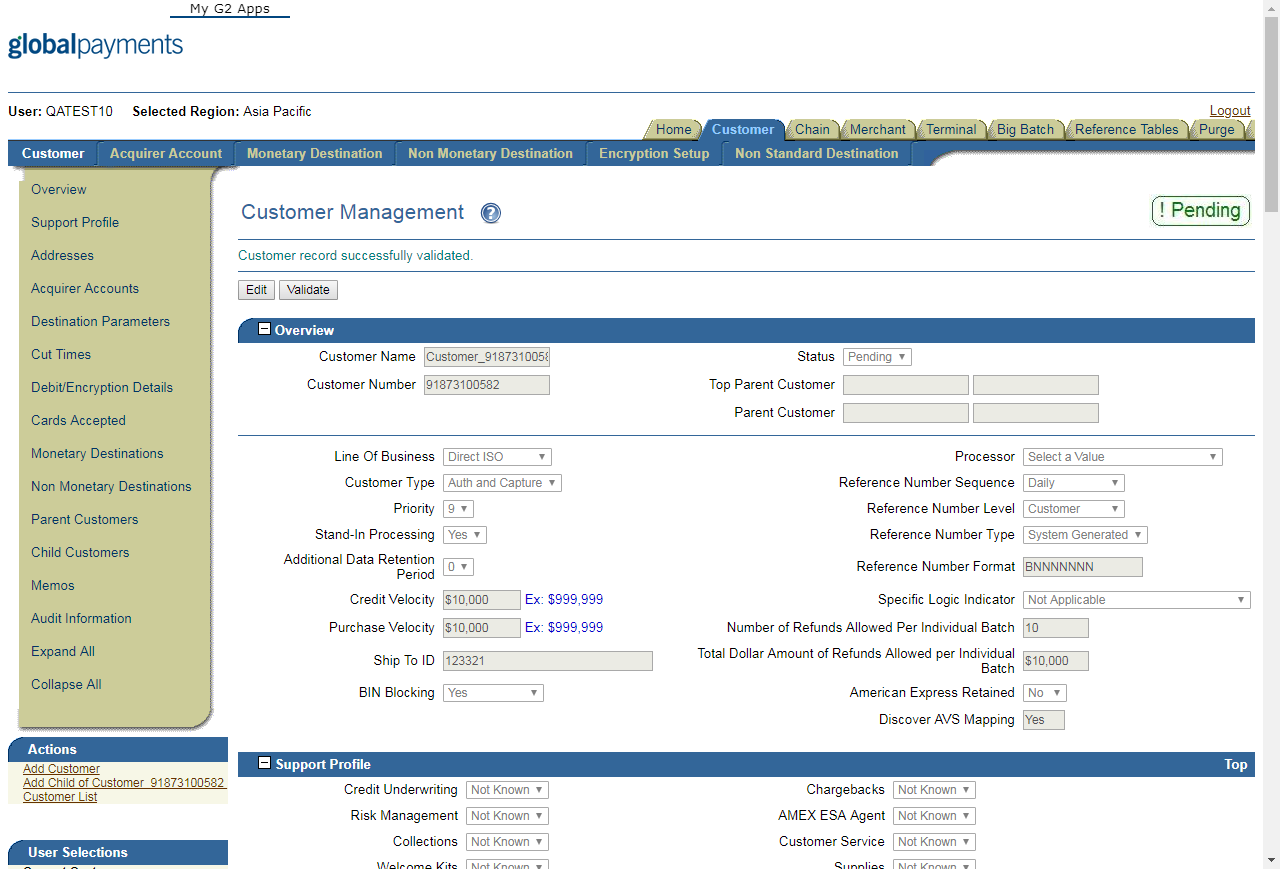 My G2 Apps
globalpayments
User: QATEST10 Selected Region: Asia Pacific
Logout
Home Customer Chain Merchant Terminal Big Batch Reference Tables Purge
Customer Acquirer Account Monetary Destination Non Monetary Destination Encryption Setup Non Standard Destination
Overview
Support Profile
Addresses
Acquirer Accounts
Destination Parameters
Cut Times
Debit/Encryption Details
Cards Accepted
Monetary Destinations
Non Monetary Destinations
Parent Customers
Child Customers
Memos
Audit Information
Expand All
Collapse All
Actions
Add Customer
Add Child of Customer_91873100582
Customer List
User Selections
Customer Management ?
! Pending
Customer record successfully validated.
Edit Validate
Overview
Customer Name Customer_9187310058
Status Pending
Customer Number 91873100582
Top Parent Customer
Parent Customer
Line Of Business Direct ISO
Processor Select a Value
Customer Type Auth and Capture
Reference Number Sequence Daily
Priority 9
Reference Number Level Customer
Stand-In Processing Yes
Reference Number Type System Generated
Additional Data Retention
Period 0
Reference Number Format BNNNNNNN
Credit Velocity $10,000 Ex: $999,999
Specific Logic Indicator Not Applicable
Purchase Velocity $10,000 Ex: $999,999
Number of Refunds Allowed Per Individual Batch 10
Ship To ID 123321
Total Dollar Amount of Refunds Allowed per Individual
Batch $10,000
BIN Blocking Yes
American Express Retained No
Discover AVS Mapping Yes
Support Profile Top
Credit Underwriting Not Known
Chargebacks Not Known
Risk Management Not Known
AMEX ESA Agent Not Known
Collections Not Known
Customer Service Not Known
Welcome Kits Not Known
Supplies Not Known